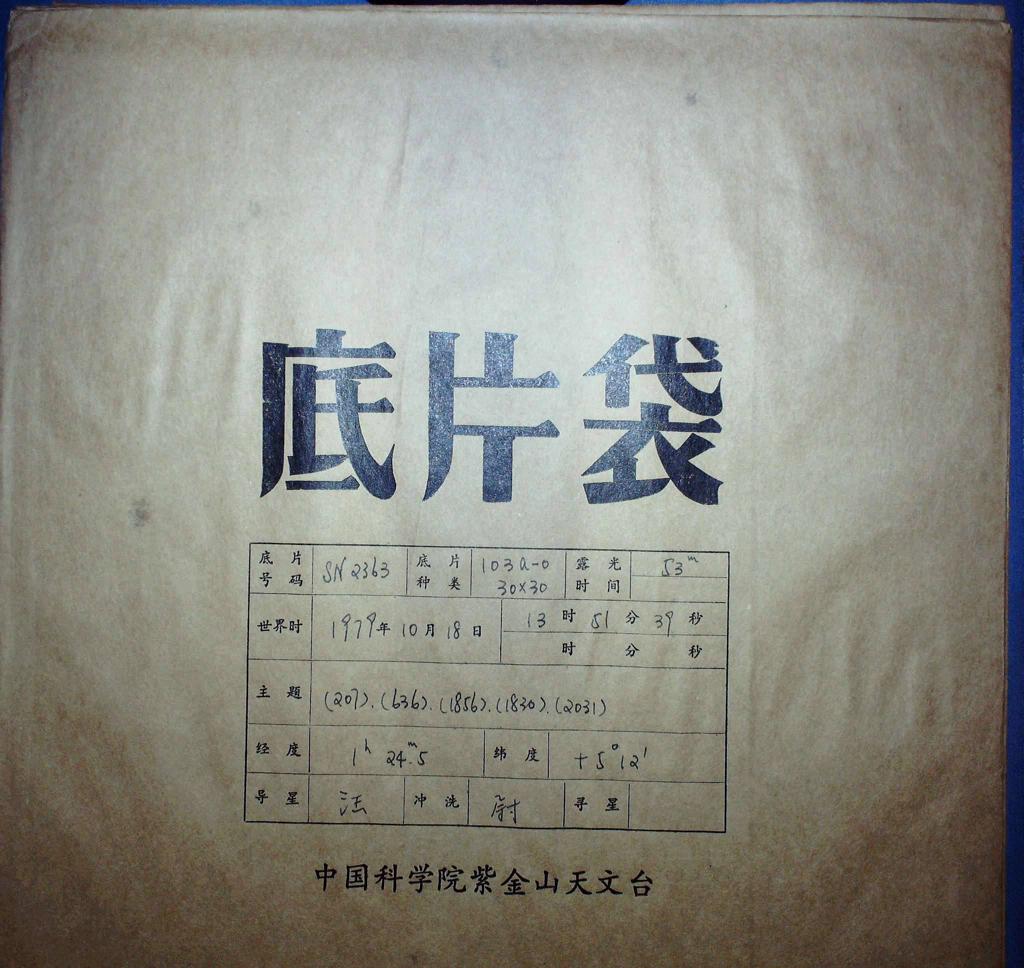 底片袋
底片号码 SN 2363 底片种类 103a-O 30×30 露光时间 53ᵐ
世界时 1979年10月18日 13时51分39秒
时 分 秒
主题 (207).(636).(1856).(1830).(2031)
经度 1ʰ 24ᵐ.5 纬度 +5°12'
导星 汪 冲洗 尉 寻星
中国科学院紫金山天文台